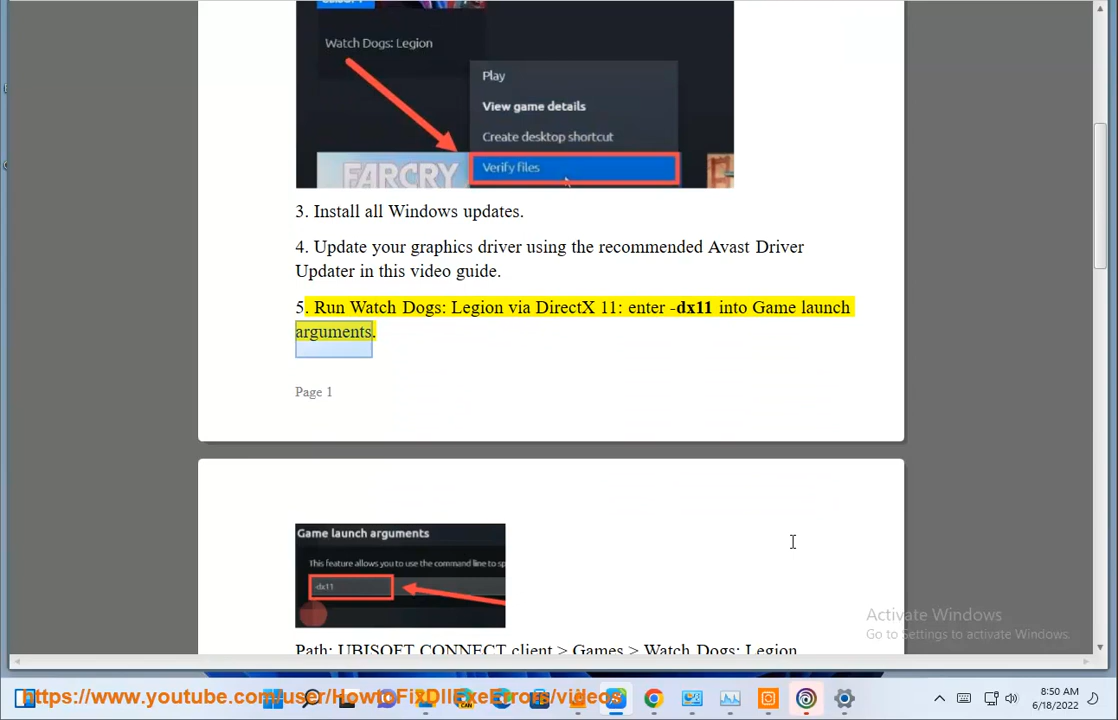 Watch Dogs: Legion
Play
View game details
Create desktop shortcut
Verify files
FARCRY
3. Install all Windows updates.
4. Update your graphics driver using the recommended Avast Driver
Updater in this video guide.
5. Run Watch Dogs: Legion via DirectX 11: enter -dx11 into Game launch
arguments.
Page 1
Game launch arguments
This feature allows you to use the command line to sp
-dx11
Path: UBISOFT CONNECT client > Games > Watch Dogs: Legion
Activate Windows
Go to Settings to activate Windows.
https://www.youtube.com/user/HowtoFixDllExeErrors/videos
8:50 AM
6/18/2022